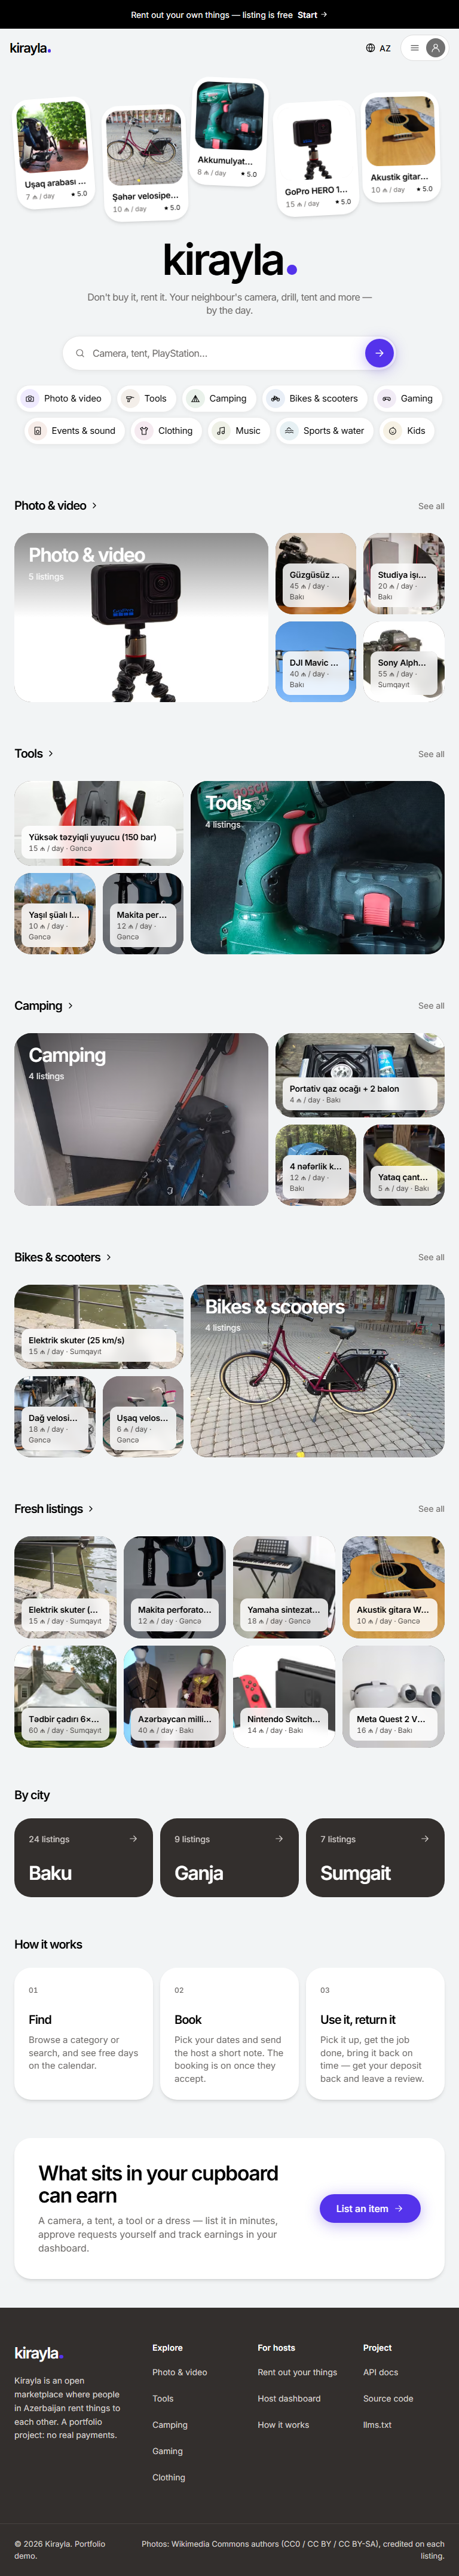 Rent out your own things — listing is free Start →
kirayla.
AZ
Uşaq arabası ...
7 ₼ / day ★ 5.0
Şəhər velosipe...
10 ₼ / day ★ 5.0
Akkumulyat...
8 ₼ / day ★ 5.0
GoPro HERO 1...
15 ₼ / day ★ 5.0
Akustik gitar...
10 ₼ / day ★ 5.0
kirayla.
Don't buy it, rent it. Your neighbour's camera, drill, tent and more —
by the day.
Camera, tent, PlayStation...
Photo & video
Tools
Camping
Bikes & scooters
Gaming
Events & sound
Clothing
Music
Sports & water
Kids
Photo & video
See all
Photo & video
5 listings
Güzgüsüz ...
45 ₼ / day ·
Bakı
Studiya işı...
20 ₼ / day ·
Bakı
DJI Mavic ...
40 ₼ / day ·
Bakı
Sony Alph...
55 ₼ / day ·
Sumqayıt
Tools
See all
Yüksək təzyiqli yuyucu (150 bar)
15 ₼ / day · Gəncə
Yaşıl şüalı l...
10 ₼ / day ·
Gəncə
Makita per...
12 ₼ / day ·
Gəncə
BOSCH
Tools
4 listings
Camping
See all
Camping
4 listings
Portativ qaz ocağı + 2 balon
4 ₼ / day · Bakı
4 nəfərlik k...
12 ₼ / day ·
Bakı
Yataq çant...
5 ₼ / day · Bakı
Bikes & scooters
See all
Elektrik skuter (25 km/s)
15 ₼ / day · Sumqayıt
Dağ velosi...
18 ₼ / day ·
Gəncə
Uşaq velos...
6 ₼ / day ·
Gəncə
Bikes & scooters
4 listings
Fresh listings
See all
Elektrik skuter (...
15 ₼ / day · Sumqayıt
Makita perforato...
12 ₼ / day · Gəncə
Yamaha sintezat...
18 ₼ / day · Gəncə
Akustik gitara W...
10 ₼ / day · Gəncə
Tədbir çadırı 6×...
60 ₼ / day · Sumqayıt
Azərbaycan milli...
40 ₼ / day · Bakı
Nintendo Switch...
14 ₼ / day · Bakı
Meta Quest 2 V...
16 ₼ / day · Bakı
By city
24 listings
Baku
9 listings
Ganja
7 listings
Sumgait
How it works
01
Find
Browse a category or
search, and see free days
on the calendar.
02
Book
Pick your dates and send
the host a short note. The
booking is on once they
accept.
03
Use it, return it
Pick it up, get the job
done, bring it back on
time — get your deposit
back and leave a review.
What sits in your cupboard
can earn
A camera, a tent, a tool or a dress — list it in minutes,
approve requests yourself and track earnings in your
dashboard.
List an item →
kirayla.
Kirayla is an open
marketplace where people
in Azerbaijan rent things to
each other. A portfolio
project: no real payments.
Explore
Photo & video
Tools
Camping
Gaming
Clothing
For hosts
Rent out your things
Host dashboard
How it works
Project
API docs
Source code
llms.txt
© 2026 Kirayla. Portfolio
demo.
Photos: Wikimedia Commons authors (CC0 / CC BY / CC BY-SA), credited on each
listing.